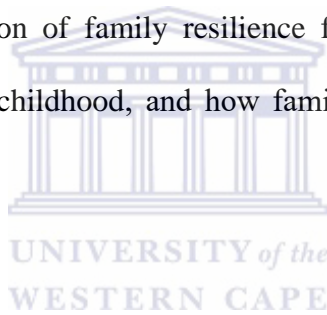 on of family resilience f
childhood, and how fami
UNIVERSITY of the
WESTERN CAPE